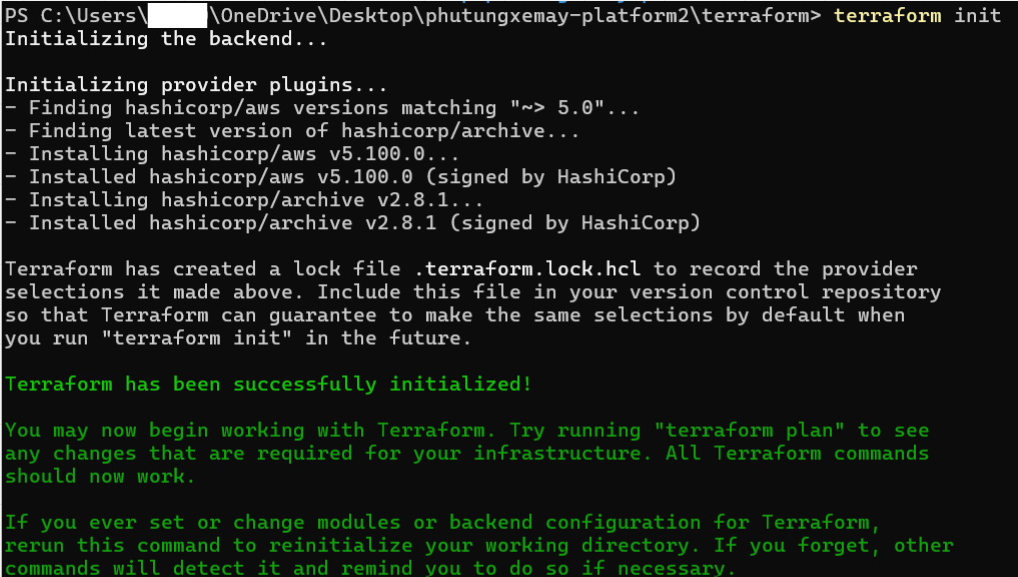 PS C:\Users\ \OneDrive\Desktop\phutungxemay-platform2\terraform> terraform init
Initializing the backend...
Initializing provider plugins...
- Finding hashicorp/aws versions matching "~> 5.0"...
- Finding latest version of hashicorp/archive...
- Installing hashicorp/aws v5.100.0...
- Installed hashicorp/aws v5.100.0 (signed by HashiCorp)
- Installing hashicorp/archive v2.8.1...
- Installed hashicorp/archive v2.8.1 (signed by HashiCorp)
Terraform has created a lock file .terraform.lock.hcl to record the provider
selections it made above. Include this file in your version control repository
so that Terraform can guarantee to make the same selections by default when
you run "terraform init" in the future.
Terraform has been successfully initialized!
You may now begin working with Terraform. Try running "terraform plan" to see
any changes that are required for your infrastructure. All Terraform commands
should now work.
If you ever set or change modules or backend configuration for Terraform,
rerun this command to reinitialize your working directory. If you forget, other
commands will detect it and remind you to do so if necessary.